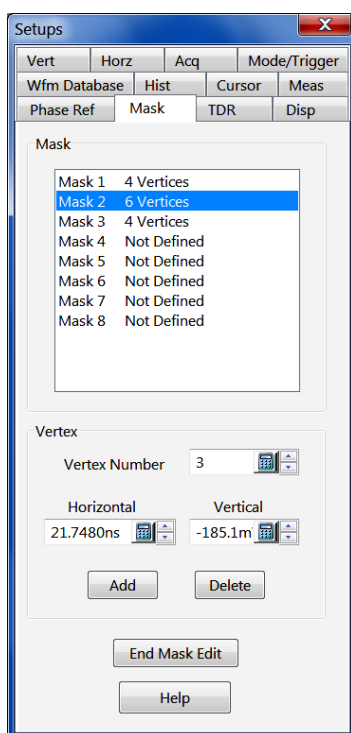 Setups
Vert Horz Acq Mode/Trigger
Wfm Database Hist Cursor Meas
Phase Ref Mask TDR Disp
Mask
Mask 1 4 Vertices
Mask 2 6 Vertices
Mask 3 4 Vertices
Mask 4 Not Defined
Mask 5 Not Defined
Mask 6 Not Defined
Mask 7 Not Defined
Mask 8 Not Defined
Vertex
Vertex Number 3
Horizontal Vertical
21.7480ns -185.1m
Add Delete
End Mask Edit
Help